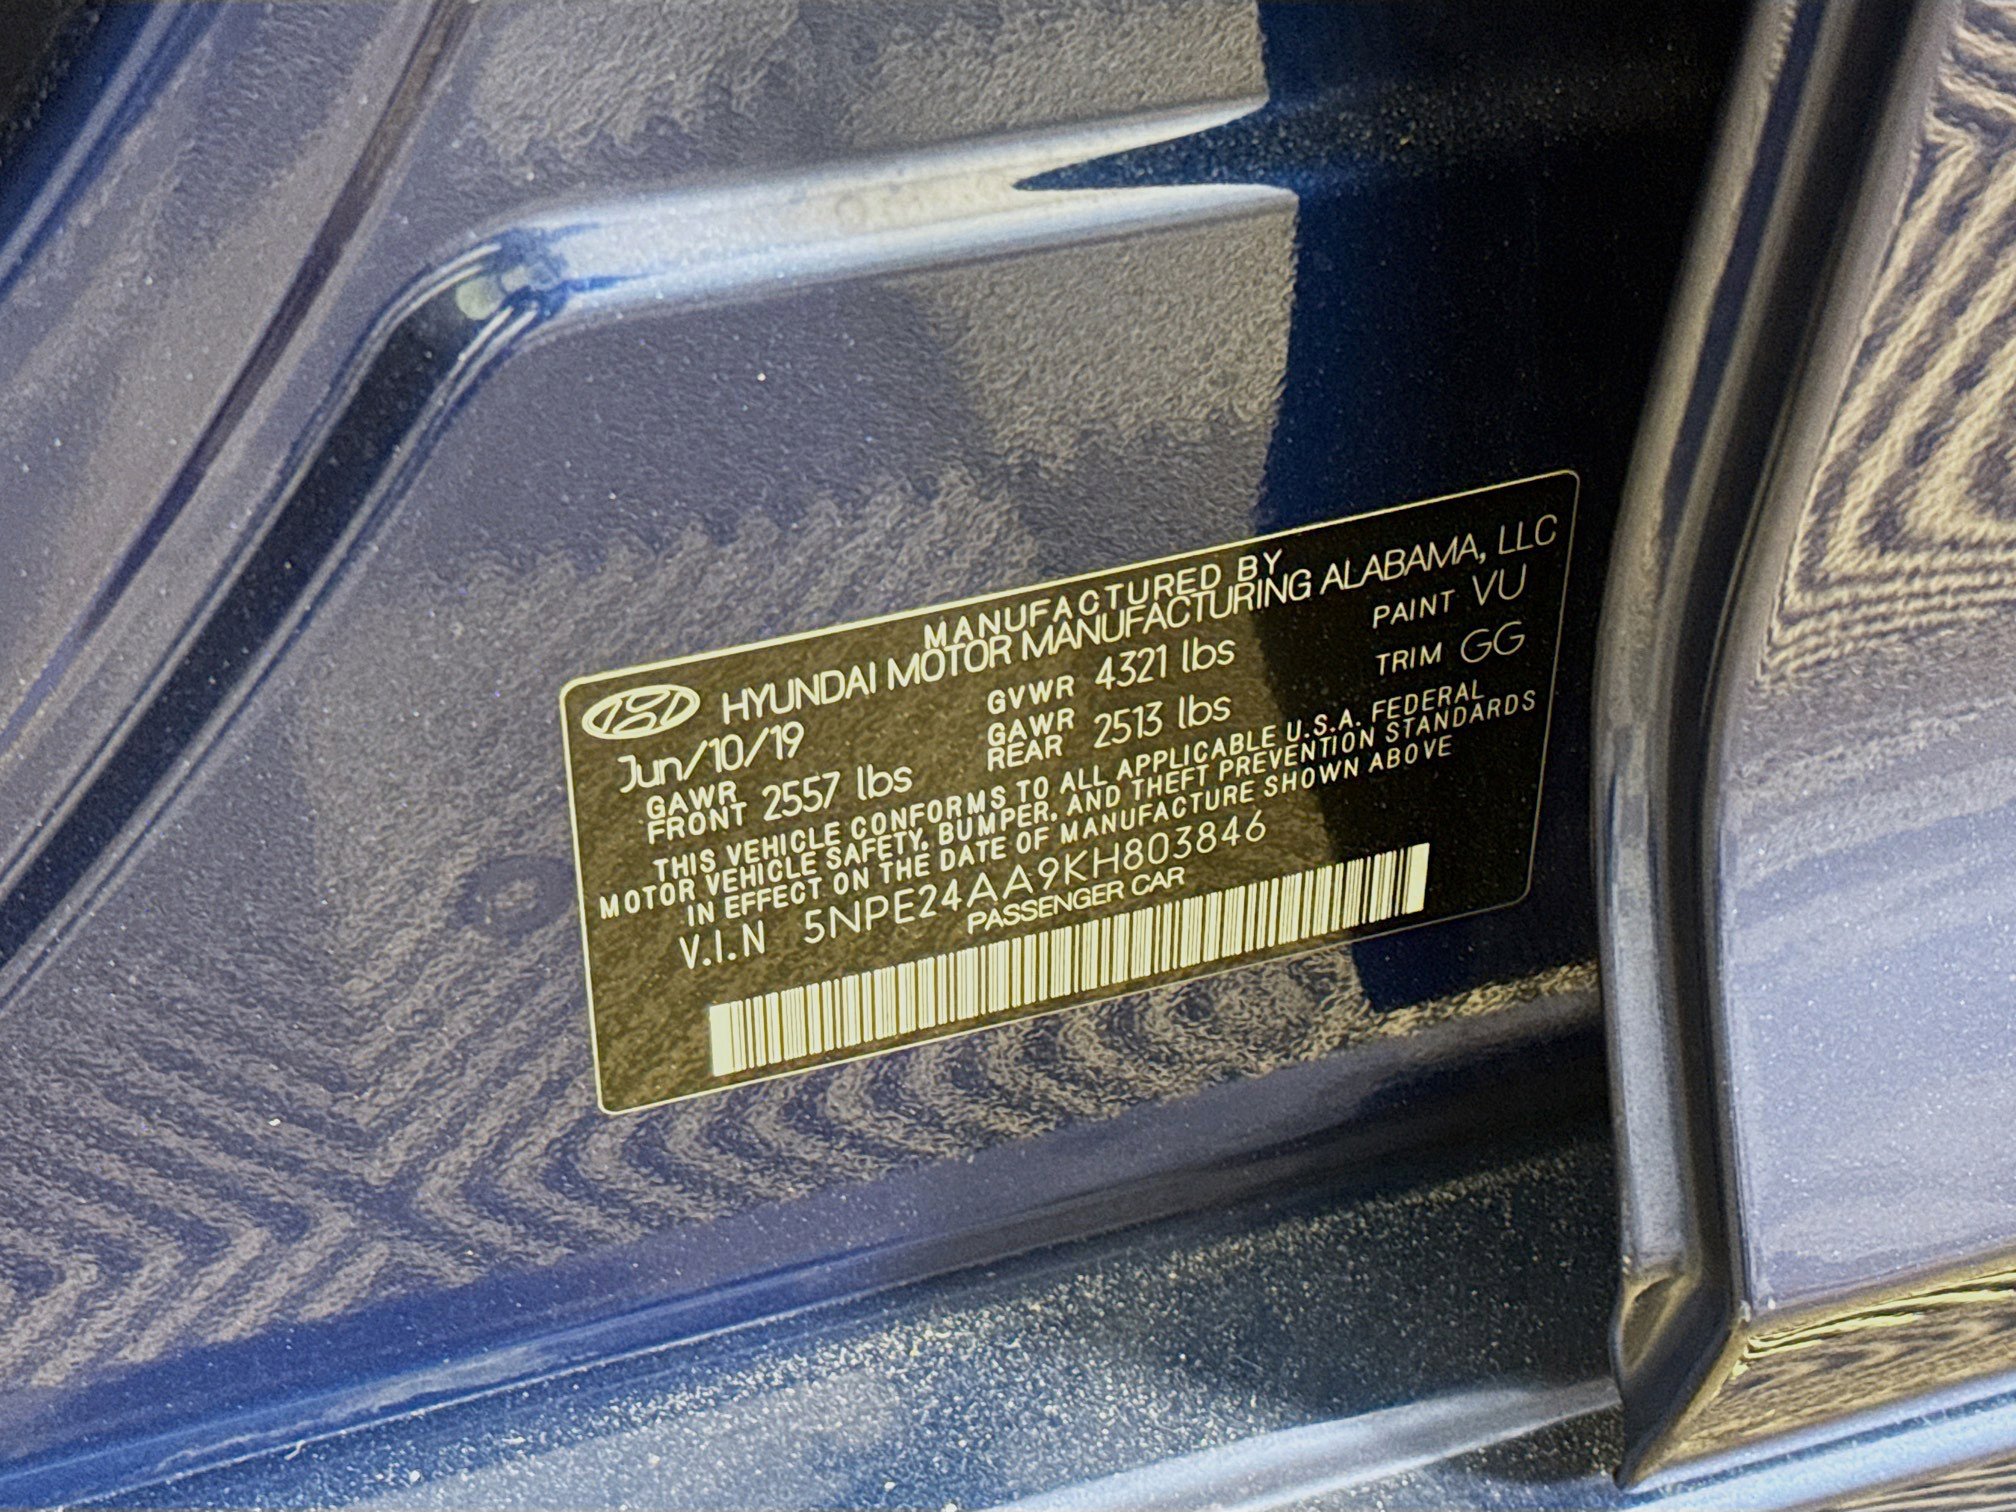 MANUFACTURED BY
HYUNDAI MOTOR MANUFACTURING ALABAMA, LLC
Jun/10/19 GVWR 4321 lbs PAINT VU
GAWR FRONT 2557 lbs GAWR REAR 2513 lbs TRIM GG
THIS VEHICLE CONFORMS TO ALL APPLICABLE U.S.A. FEDERAL
MOTOR VEHICLE SAFETY, BUMPER, AND THEFT PREVENTION STANDARDS
IN EFFECT ON THE DATE OF MANUFACTURE SHOWN ABOVE
V.I.N 5NPE24AA9KH803846
PASSENGER CAR